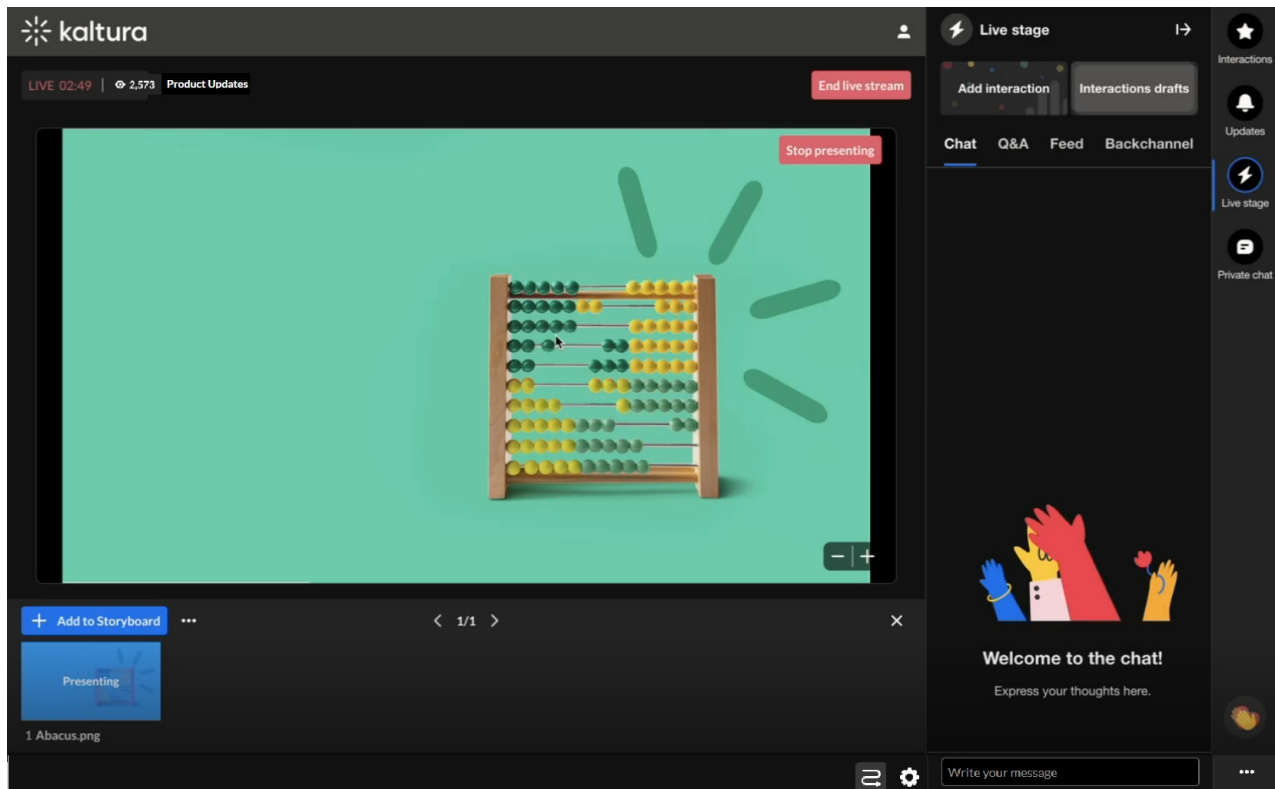 kaltura
LIVE 02:49 | 2,573 Product Updates
End live stream
Stop presenting
+ Add to Storyboard ...
< 1/1 >
Presenting
1 Abacus.png
Live stage
Add interaction
Interactions drafts
Chat Q&A Feed Backchannel
Welcome to the chat!
Express your thoughts here.
Write your message
Interactions
Updates
Live stage
Private chat